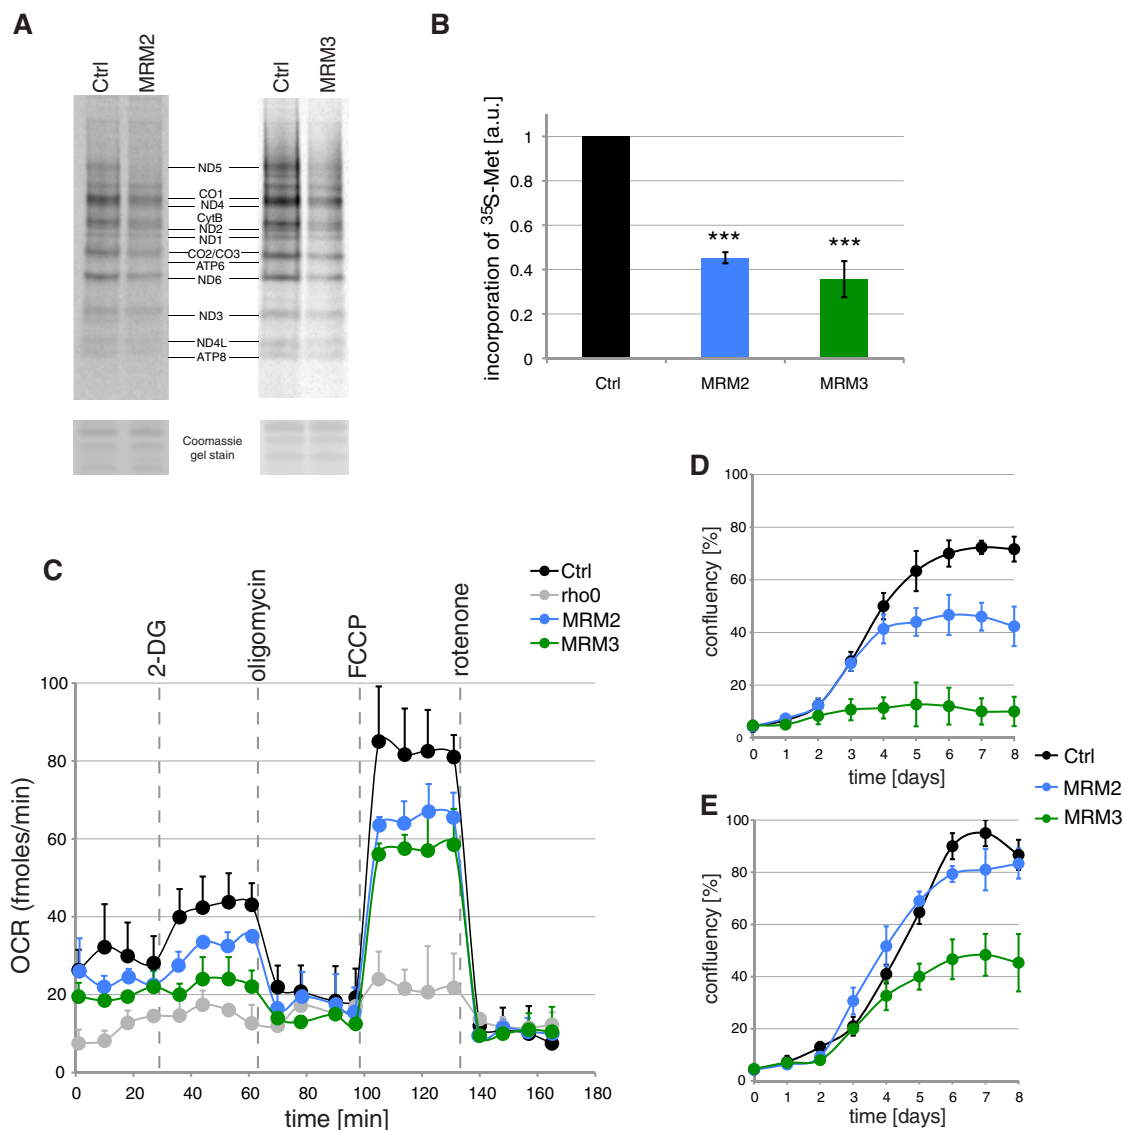 A
Ctrl
MRM2
Ctrl
MRM3
ND5
CO1
ND4
CytB
ND2
ND1
CO2/CO3
ATP6
ND6
ND3
ND4L
ATP8
Coomassie
gel stain
B
incorporation of 35S-Met [a.u.]
1
0.8
0.6
0.4
0.2
0
***
***
Ctrl
MRM2
MRM3
C
2-DG
oligomycin
FCCP
rotenone
Ctrl
rho0
MRM2
MRM3
OCR (fmoles/min)
100
80
60
40
20
0
0 20 40 60 80 100 120 140 160 180
time [min]
D
confluency [%]
100
80
60
40
20
0
0 1 2 3 4 5 6 7 8
time [days]
Ctrl
MRM2
MRM3
E
confluency [%]
100
80
60
40
20
0
0 1 2 3 4 5 6 7 8
time [days]